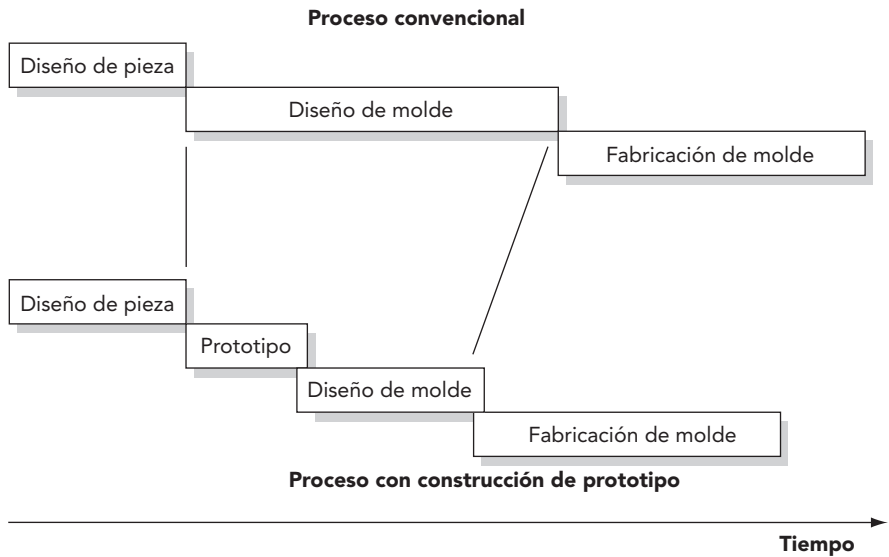 Proceso convencional
Diseño de pieza
Diseño de molde
Fabricación de molde
Diseño de pieza
Prototipo
Diseño de molde
Fabricación de molde
Proceso con construcción de prototipo
Tiempo